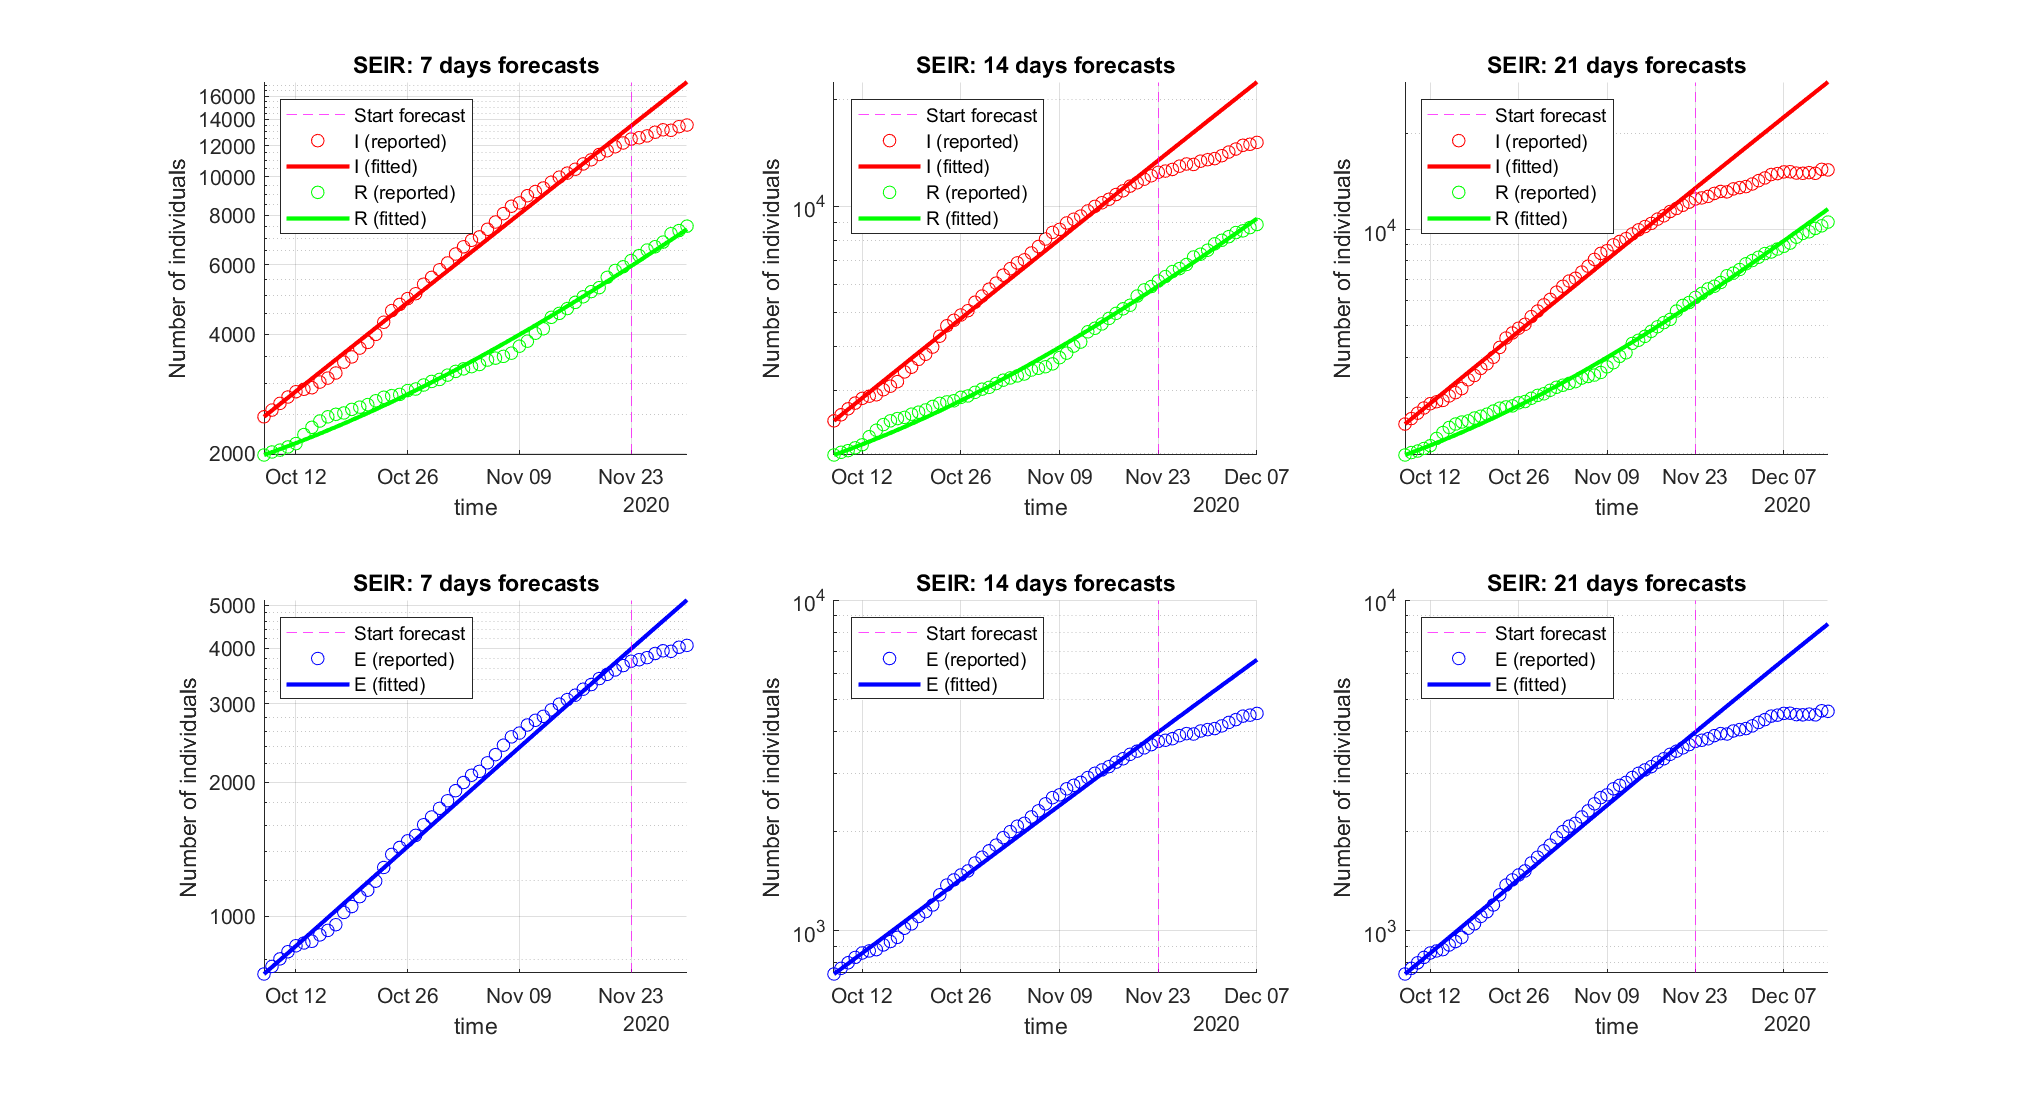 SEIR: 7 days forecasts
Number of individuals
16000
14000
12000
10000
8000
6000
4000
2000
Start forecast
I (reported)
I (fitted)
R (reported)
R (fitted)
Oct 12
Oct 26
Nov 09
Nov 23
time
2020
SEIR: 14 days forecasts
Number of individuals
10^4
Start forecast
I (reported)
I (fitted)
R (reported)
R (fitted)
Oct 12
Oct 26
Nov 09
Nov 23
Dec 07
time
2020
SEIR: 21 days forecasts
Number of individuals
10^4
Start forecast
I (reported)
I (fitted)
R (reported)
R (fitted)
Oct 12
Oct 26
Nov 09
Nov 23
Dec 07
time
2020
SEIR: 7 days forecasts
Number of individuals
5000
4000
3000
2000
1000
Start forecast
E (reported)
E (fitted)
Oct 12
Oct 26
Nov 09
Nov 23
time
2020
SEIR: 14 days forecasts
Number of individuals
10^4
10^3
Start forecast
E (reported)
E (fitted)
Oct 12
Oct 26
Nov 09
Nov 23
Dec 07
time
2020
SEIR: 21 days forecasts
Number of individuals
10^4
10^3
Start forecast
E (reported)
E (fitted)
Oct 12
Oct 26
Nov 09
Nov 23
Dec 07
time
2020